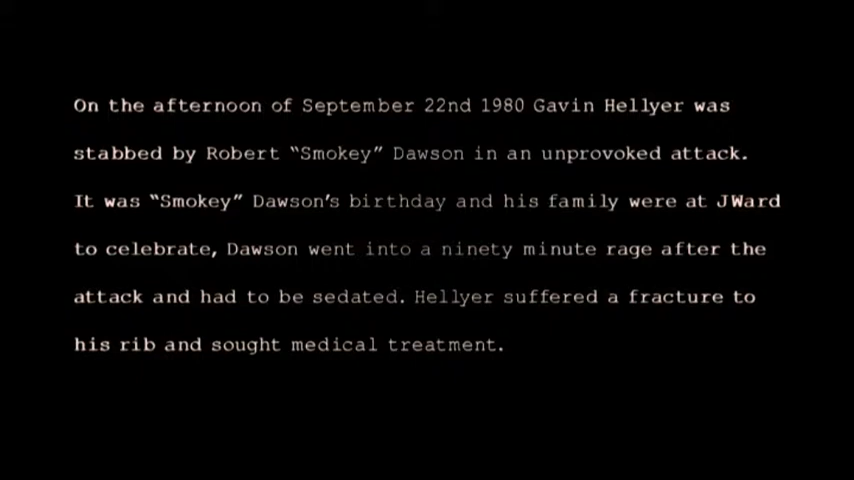 On the afternoon of September 22nd 1980 Gavin Hellyer was
stabbed by Robert “Smokey” Dawson in an unprovoked attack.
It was “Smokey” Dawson’s birthday and his family were at JWard
to celebrate, Dawson went into a ninety minute rage after the
attack and had to be sedated. Hellyer suffered a fracture to
his rib and sought medical treatment.